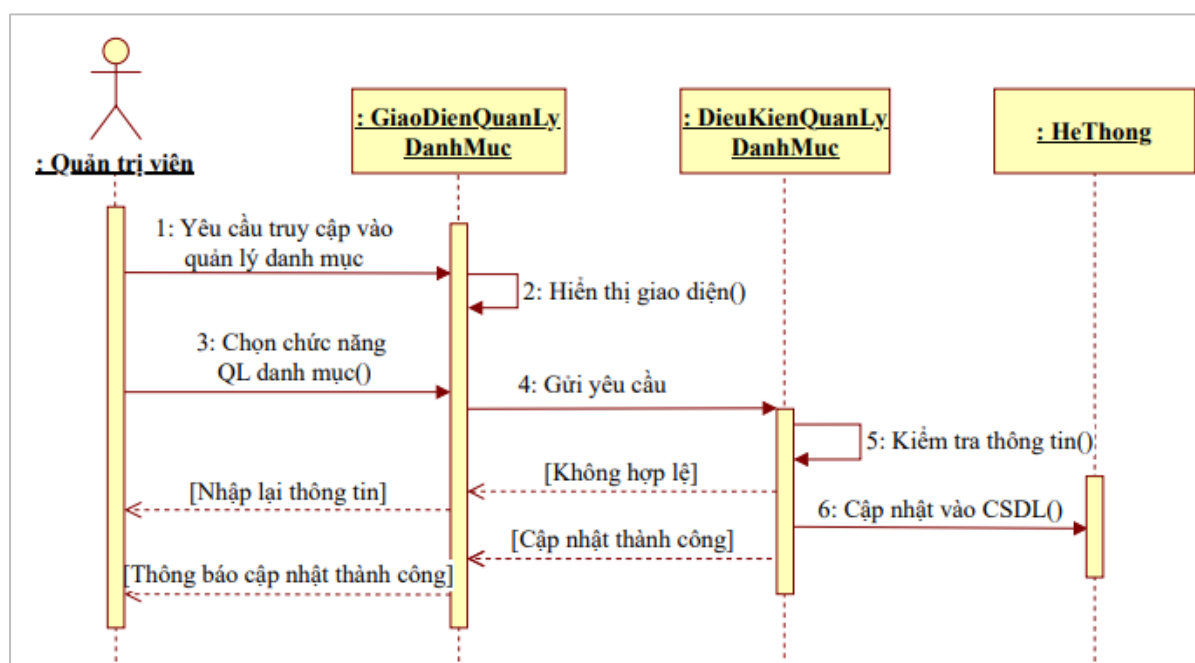 : GiaoDienQuanLy
DanhMuc
: DieuKienQuanLy
DanhMuc
: HeThong
: Quản trị viên
1: Yêu cầu truy cập vào
quản lý danh mục
2: Hiển thị giao diện()
3: Chọn chức năng
QL danh mục()
4: Gửi yêu cầu
5: Kiểm tra thông tin()
[Không hợp lệ]
[Nhập lại thông tin]
6: Cập nhật vào CSDL()
[Cập nhật thành công]
[Thông báo cập nhật thành công]